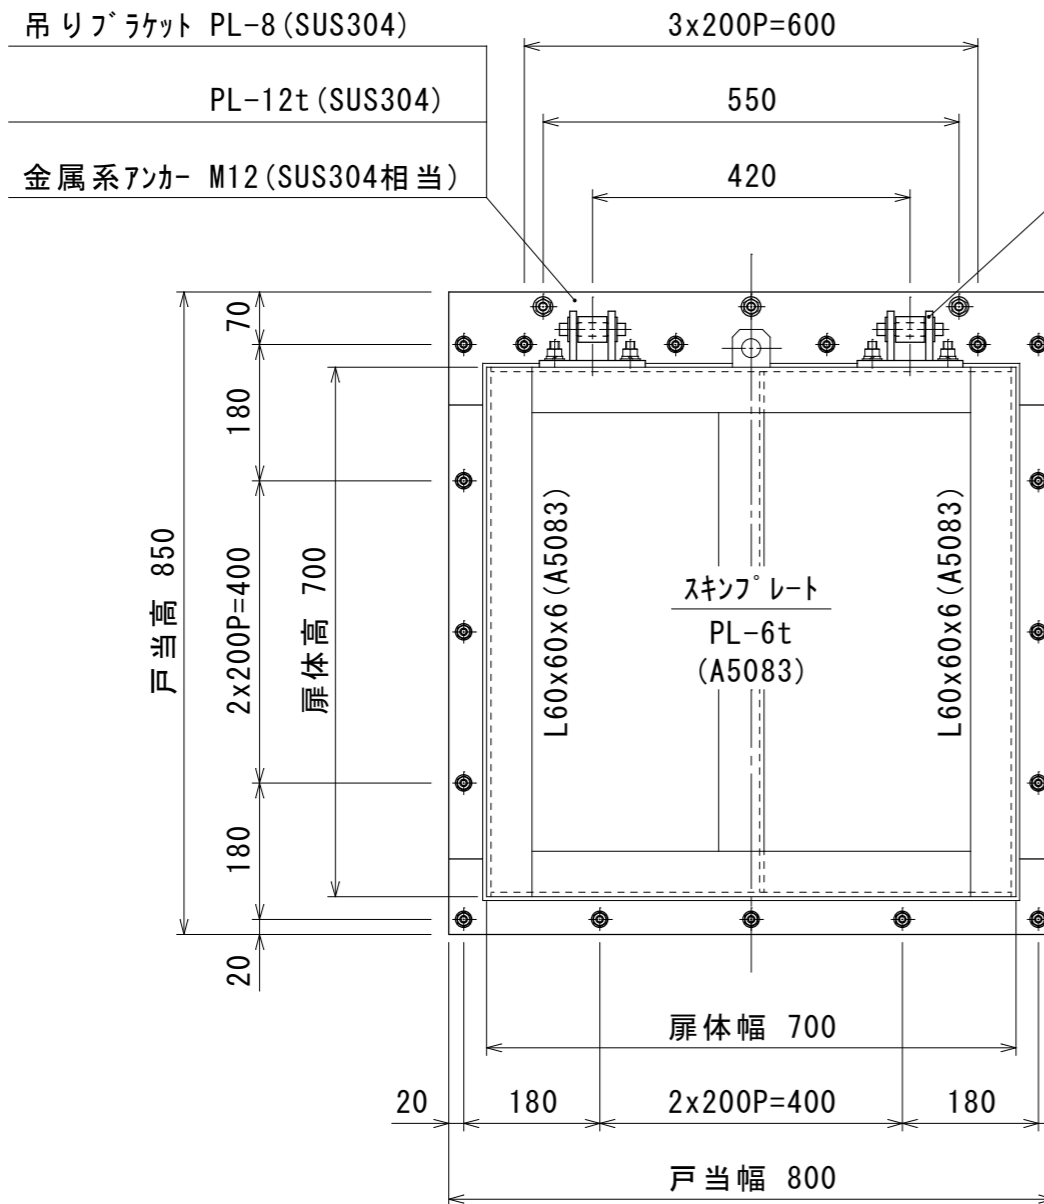 吊りブラケット PL-8(SUS304)
3x200P=600
PL-12t(SUS304)
550
金属系アンカー M12(SUS304相当)
420
70
180
2x200P=400
180
20
戸当高 850
扉体高 700
L60x60x6(A5083)
スキンプレート
PL-6t
(A5083)
L60x60x6(A5083)
扉体幅 700
20
180
2x200P=400
180
戸当幅 800